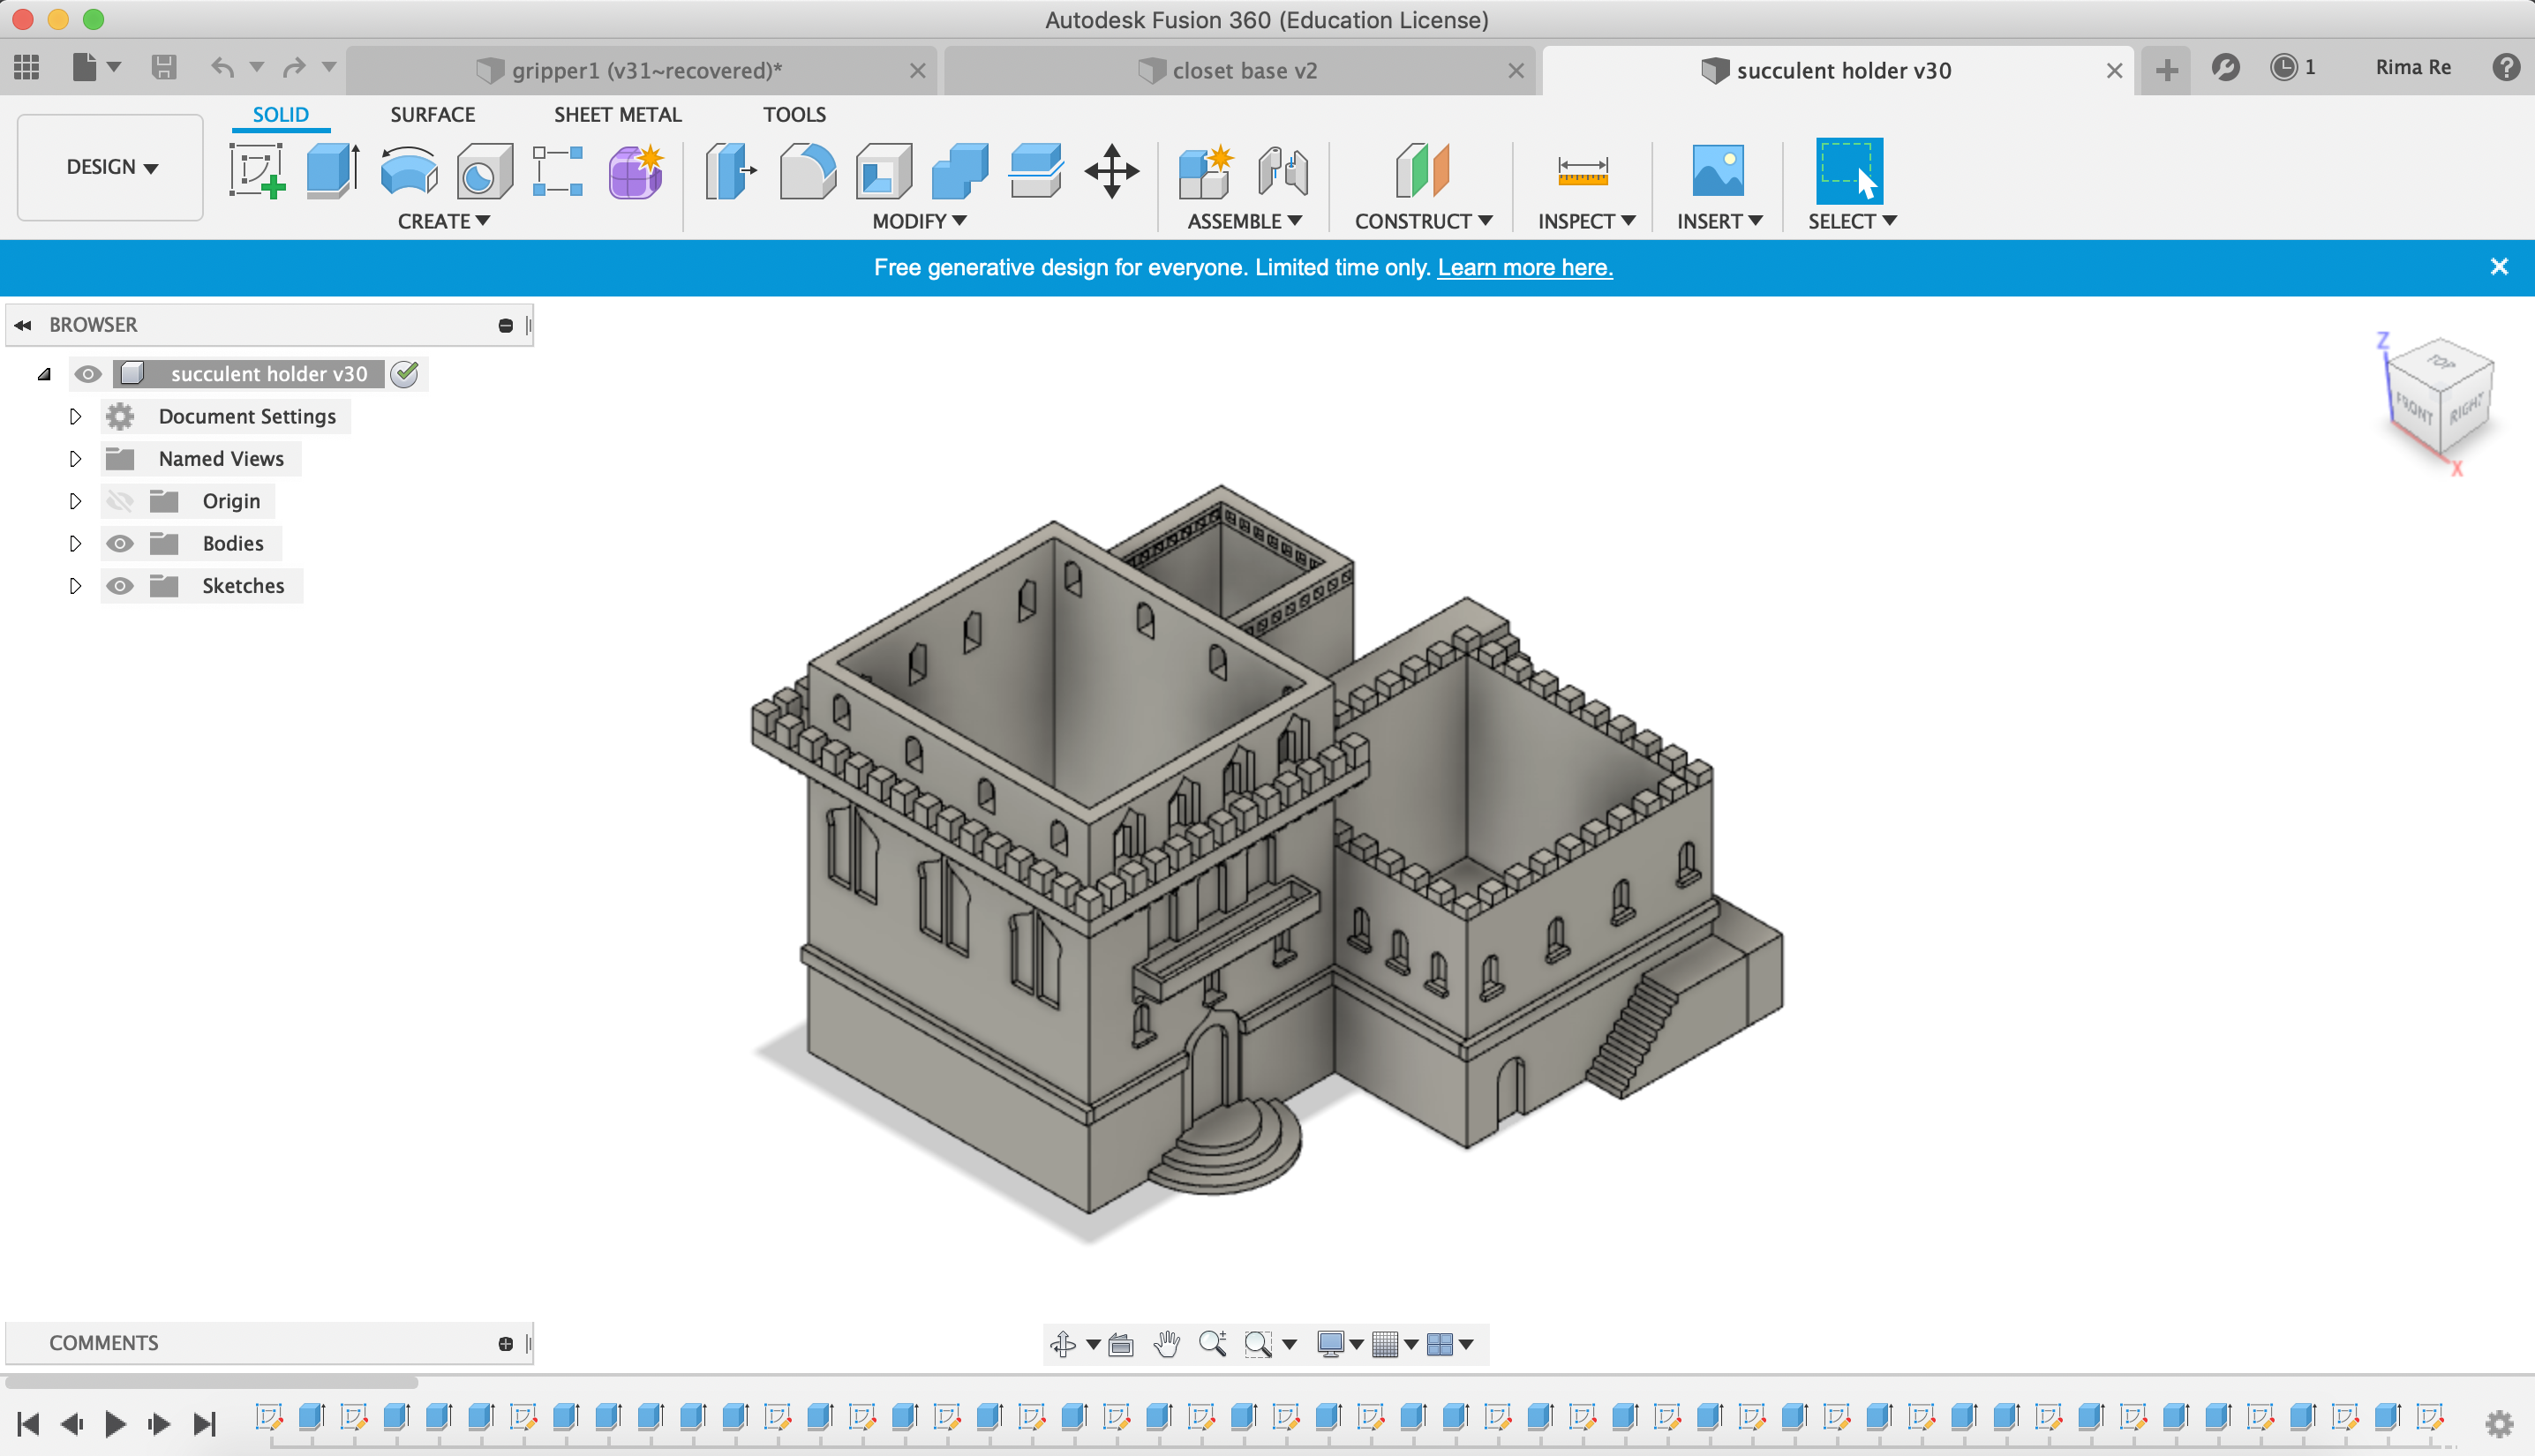 Autodesk Fusion 360 (Education License)
gripper1 (v31~recovered)*
closet base v2
succulent holder v30
1
Rima Re
DESIGN
SOLID
SURFACE
SHEET METAL
TOOLS
CREATE
MODIFY
ASSEMBLE
CONSTRUCT
INSPECT
INSERT
SELECT
Free generative design for everyone. Limited time only. Learn more here.
BROWSER
succulent holder v30
Document Settings
Named Views
Origin
Bodies
Sketches
Z
TOP
FRONT
RIGHT
X
COMMENTS